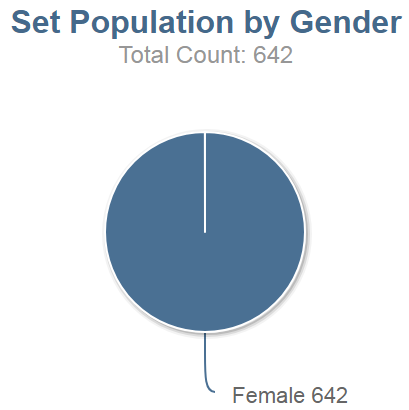 Set Population by Gender
Total Count: 642
Female 642